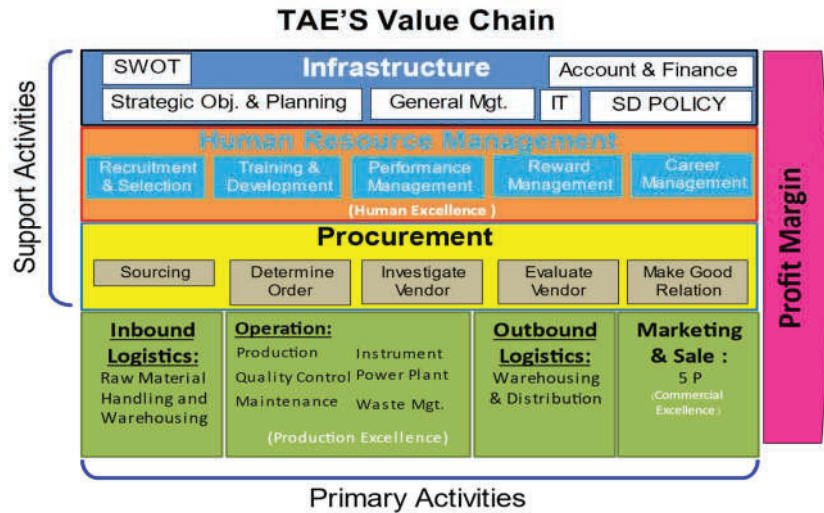 TAE'S Value Chain
Support Activities
SWOT
Infrastructure
Account & Finance
Strategic Obj. & Planning
General Mgt.
IT
SD POLICY
Human Resource Management
Recruitment
& Selection
Training &
Development
Performance
Management
Reward
Management
Career
Management
(Human Excellence )
Procurement
Sourcing
Determine
Order
Investigate
Vendor
Evaluate
Vendor
Make Good
Relation
Inbound
Logistics:
Raw Material
Handling and
Warehousing
Operation:
Production
Instrument
Quality Control
Power Plant
Maintenance
Waste Mgt.
(Production Excellence)
Outbound
Logistics:
Warehousing
& Distribution
Marketing
& Sale :
5 P
(Commercial
Excellence )
Profit Margin
Primary Activities